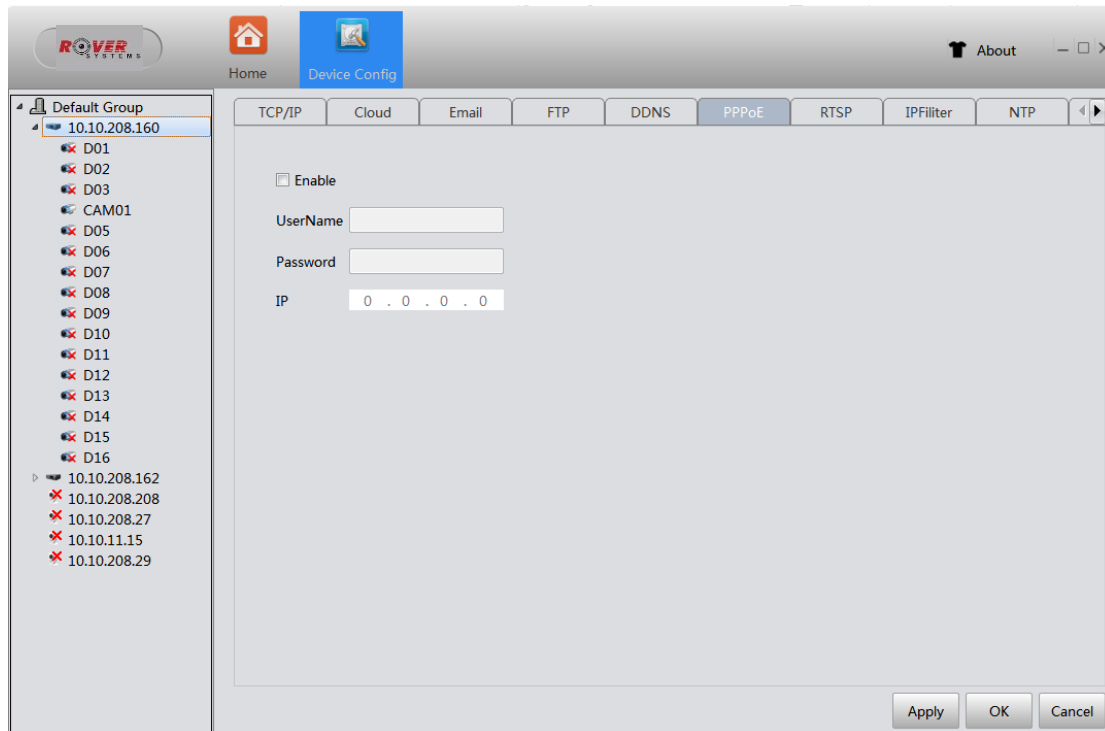 ROVER
SYSTEMS
Home
Device Config
About
Default Group
10.10.208.160
D01
D02
D03
CAM01
D05
D06
D07
D08
D09
D10
D11
D12
D13
D14
D15
D16
10.10.208.162
10.10.208.208
10.10.208.27
10.10.11.15
10.10.208.29
TCP/IP Cloud Email FTP DDNS PPPoE RTSP IPFiliter NTP
Enable
UserName
Password
IP 0 . 0 . 0 . 0
Apply OK Cancel